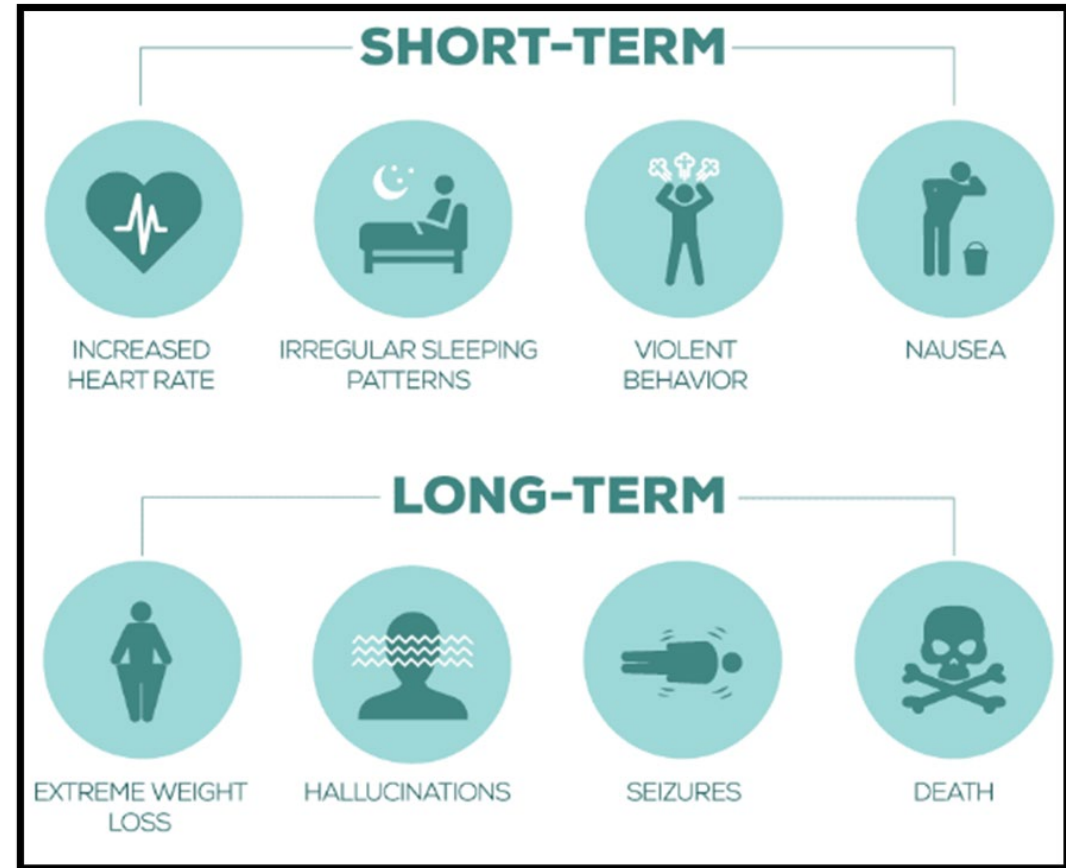 SHORT-TERM
INCREASED
HEART RATE
IRREGULAR SLEEPING
PATTERNS
VIOLENT
BEHAVIOR
NAUSEA
LONG-TERM
EXTREME WEIGHT
LOSS
HALLUCINATIONS
SEIZURES
DEATH